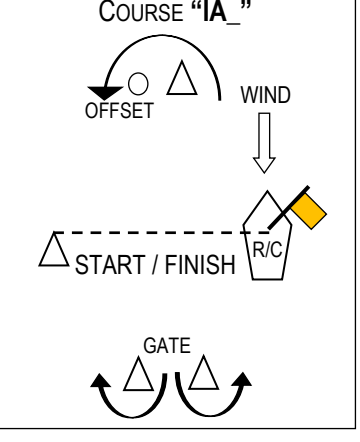 COURSE “IA_”
OFFSET
WIND
R/C
START / FINISH
GATE